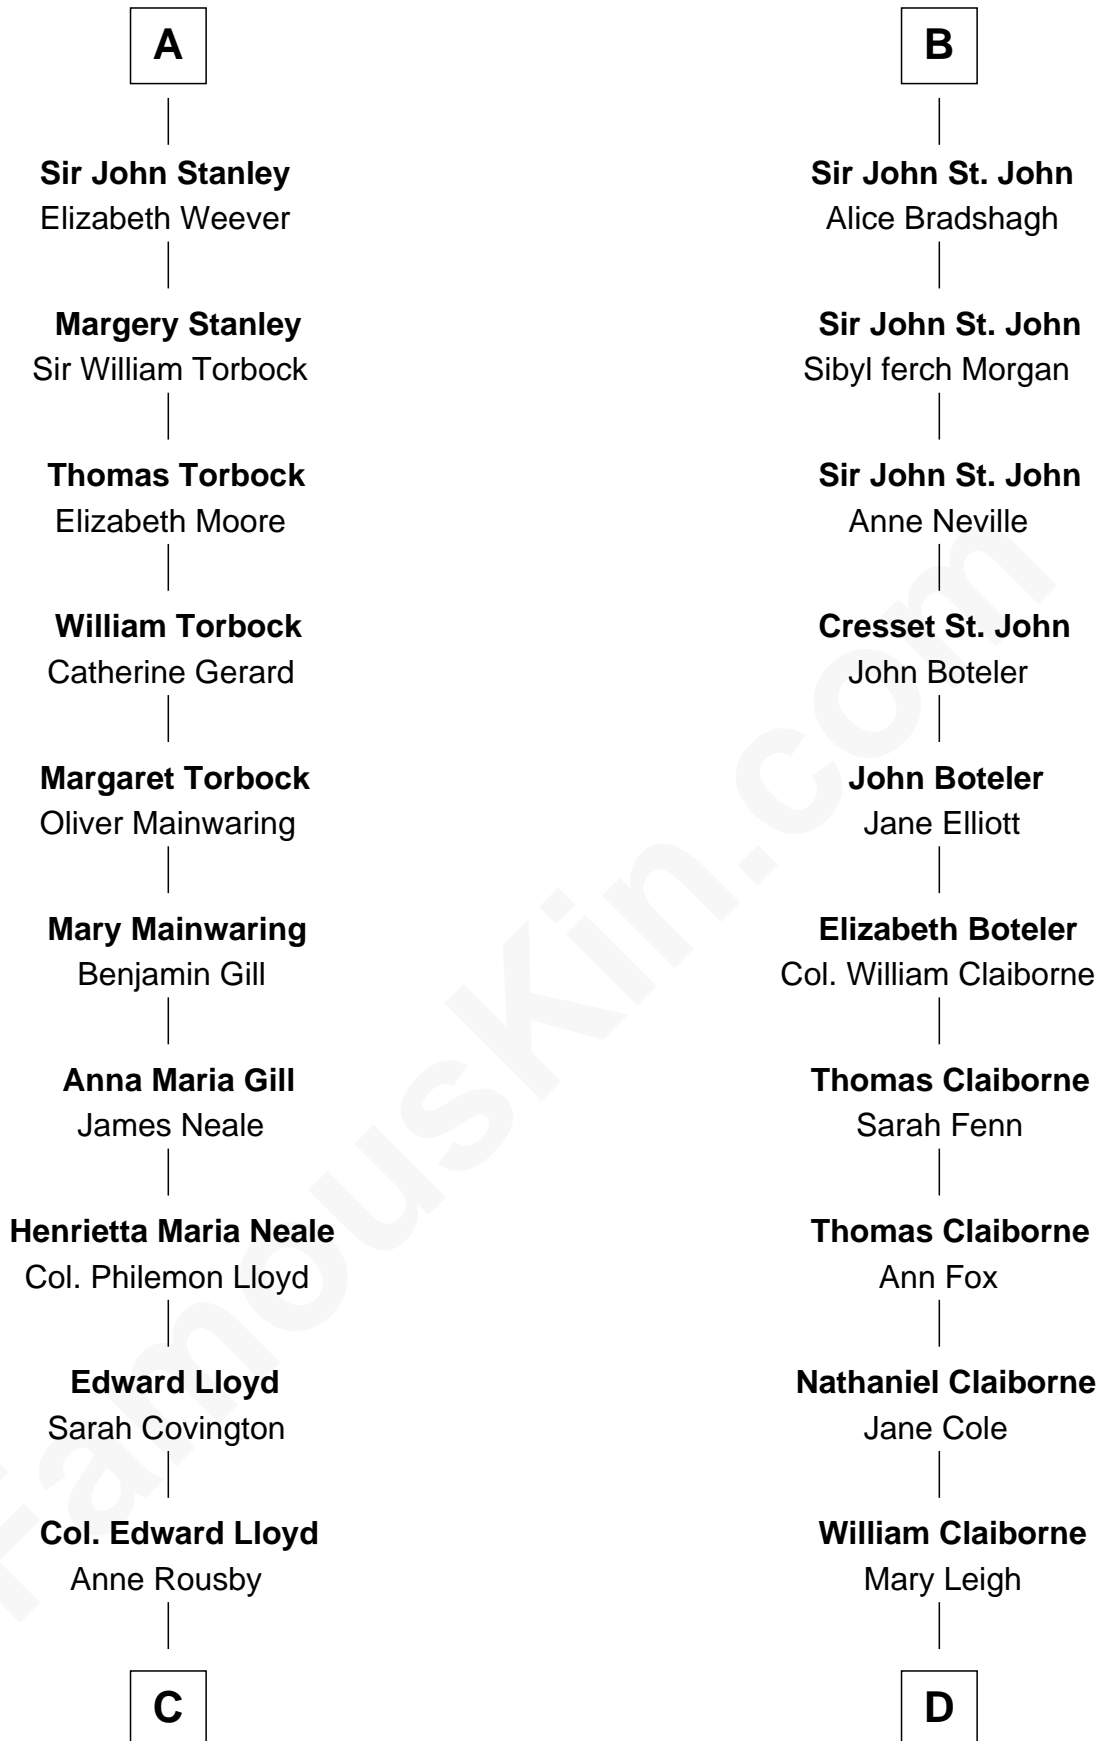 A
Sir John Stanley
Elizabeth Weever
Margery Stanley
Sir William Torbock
Thomas Torbock
Elizabeth Moore
William Torbock
Catherine Gerard
Margaret Torbock
Oliver Mainwaring
Mary Mainwaring
Benjamin Gill
Anna Maria Gill
James Neale
Henrietta Maria Neale
Col. Philemon Lloyd
Edward Lloyd
Sarah Covington
Col. Edward Lloyd
Anne Rousby
C
B
Sir John St. John
Alice Bradshagh
Sir John St. John
Sibyl ferch Morgan
Sir John St. John
Anne Neville
Cresset St. John
John Boteler
John Boteler
Jane Elliott
Elizabeth Boteler
Col. William Claiborne
Thomas Claiborne
Sarah Fenn
Thomas Claiborne
Ann Fox
Nathaniel Claiborne
Jane Cole
William Claiborne
Mary Leigh
D
FamousKin.com